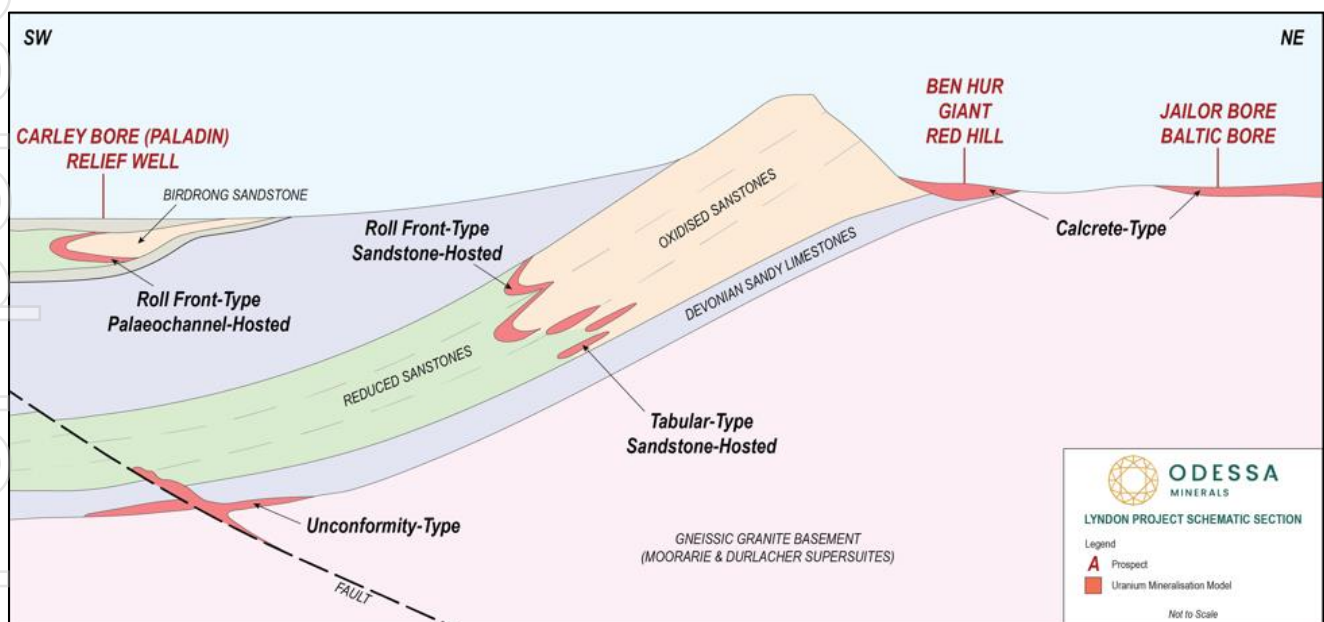 SW
NE
CARLEY BORE (PALADIN)
RELIEF WELL
BIRDRONG SANDSTONE
Roll Front-Type
Palaeochannel-Hosted
Roll Front-Type
Sandstone-Hosted
OXIDISED SANSTONES
REDUCED SANSTONES
DEVONIAN SANDY LIMESTONES
BEN HUR
GIANT
RED HILL
JAILOR BORE
BALTIC BORE
Calcrete-Type
Tabular-Type
Sandstone-Hosted
Unconformity-Type
FAULT
GNEISSIC GRANITE BASEMENT
(MOORARIE & DURLACHER SUPERSUITES)
ODESSA
MINERALS
LYNDON PROJECT SCHEMATIC SECTION
Legend
A Prospect
Uranium Mineralisation Model
Not to Scale